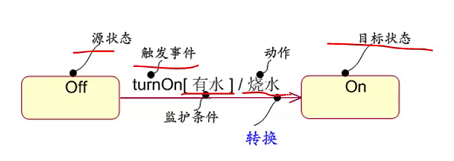 源状态
触发事件
动作
目标状态
Off
turnOn[ 有水 ] / 烧水
On
监护条件
转换